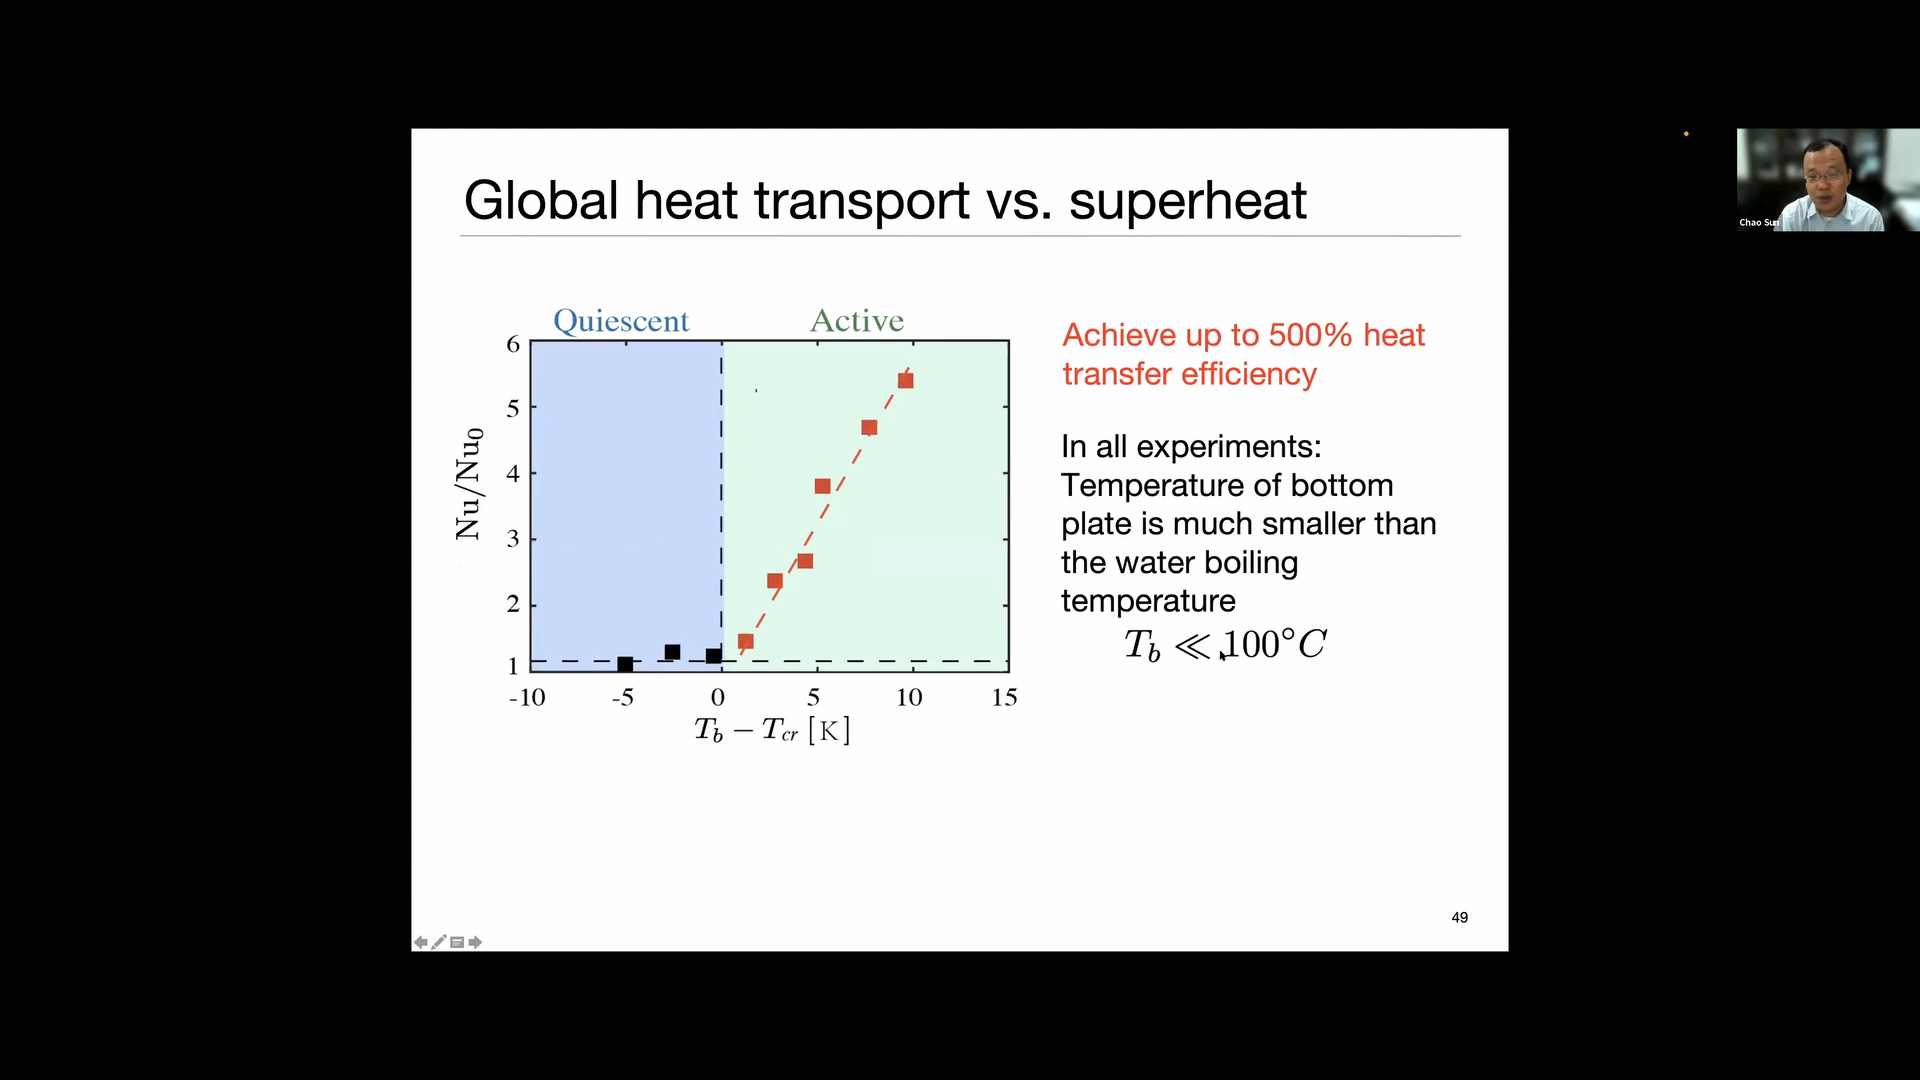 Global heat transport vs. superheat
Chao Sun
Quiescent
Active
6
5
4
3
2
1
Nu/Nu₀
-10
-5
0
5
10
15
T_b − T_cr [K]
Achieve up to 500% heat
transfer efficiency
In all experiments:
Temperature of bottom
plate is much smaller than
the water boiling
temperature
T_b ≪ 100°C
49